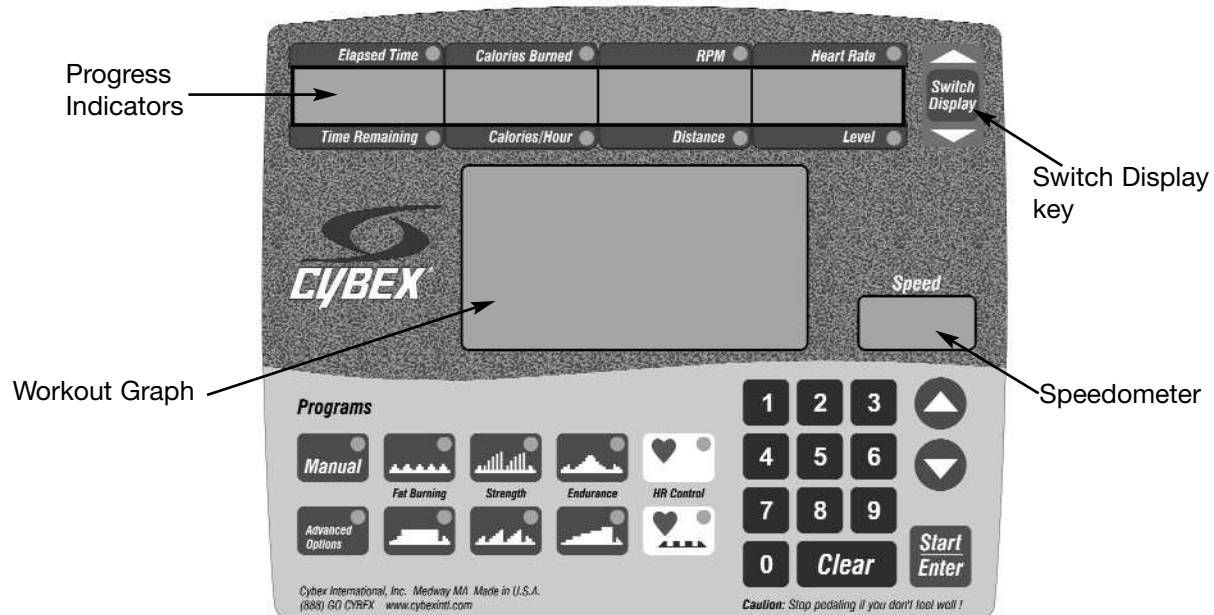 Elapsed Time Calories Burned RPM Heart Rate
Progress
Indicators
Switch
Display
Time Remaining Calories/Hour Distance Level
Switch Display
key
CYBEX
Speed
Workout Graph
Speedometer
Programs
1 2 3
Manual
4 5 6
Fat Burning Strength Endurance HR Control
7 8 9
Advanced
Options
0 Clear
Start
Enter
Cybex International, Inc. Medway MA Made in U.S.A.
(888) GO CYBEX www.cybexintl.com
Caution: Stop pedaling if you don't feel well !